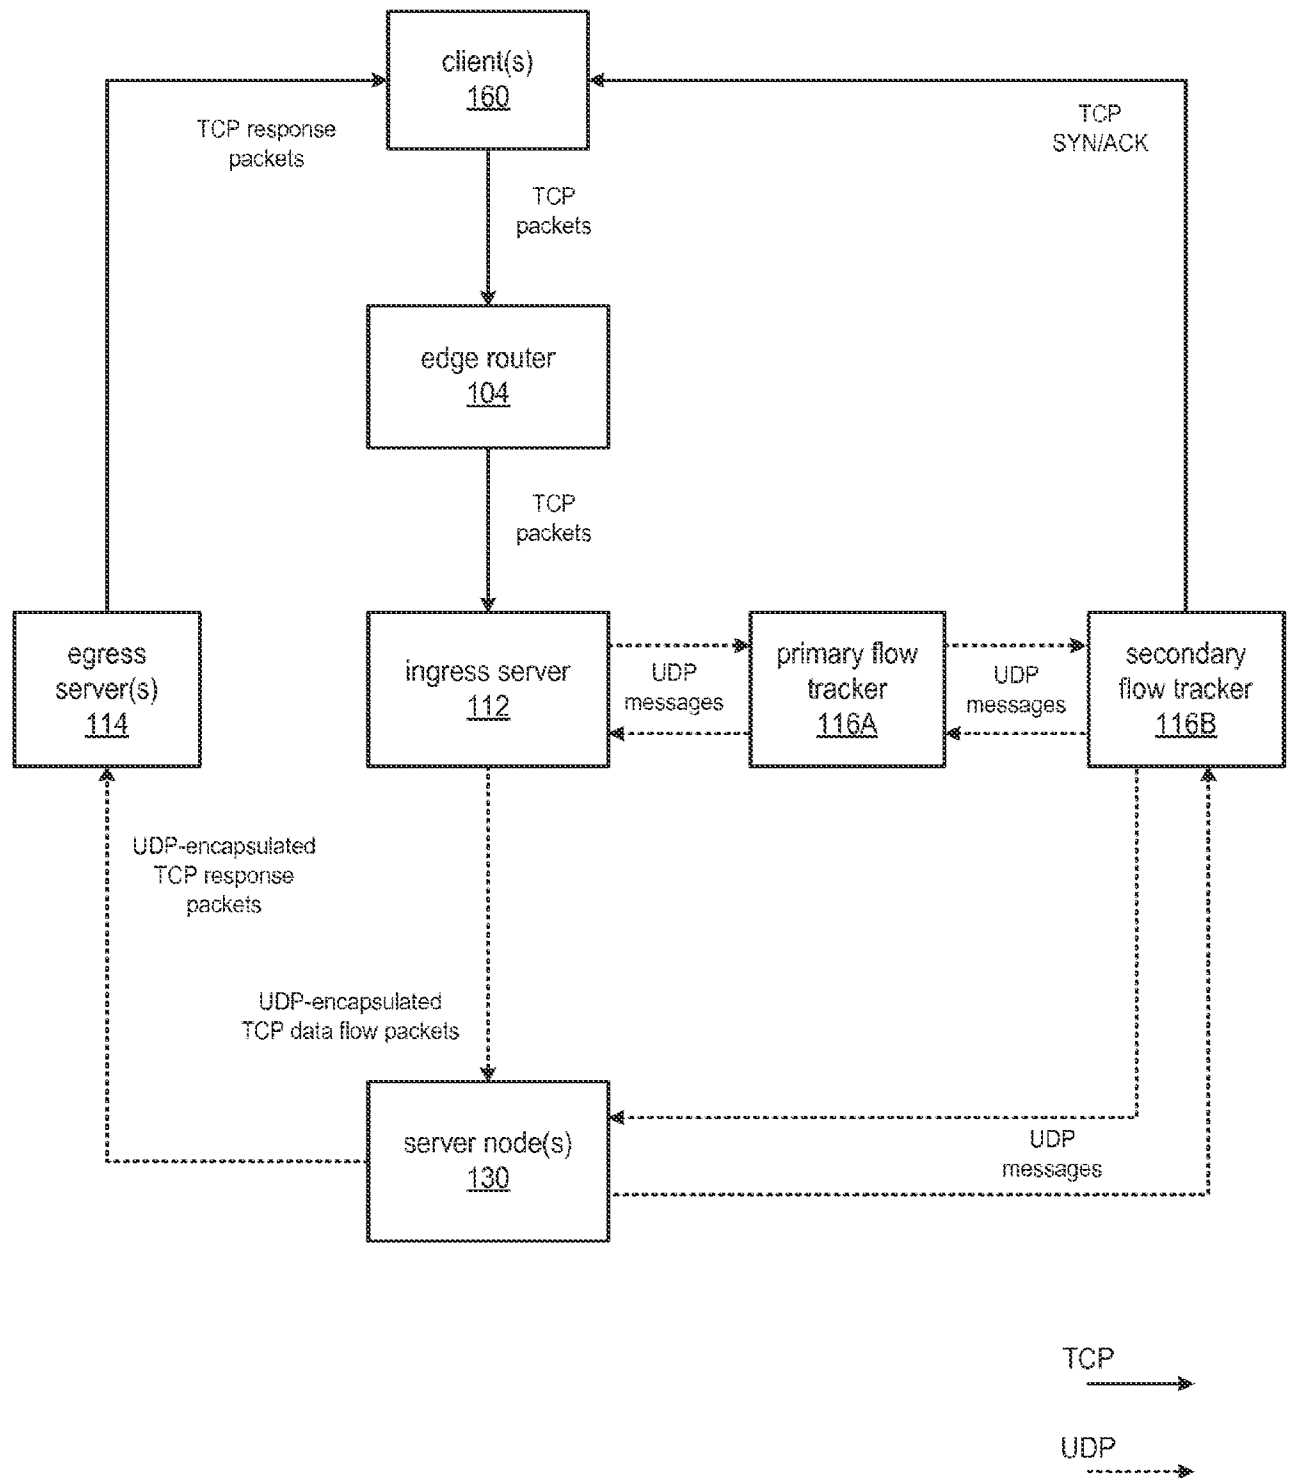 client(s)
160
TCP response
packets
TCP
SYN/ACK
TCP
packets
edge router
104
TCP
packets
egress
server(s)
114
ingress server
112
UDP
messages
primary flow
tracker
116A
UDP
messages
secondary
flow tracker
116B
UDP-encapsulated
TCP response
packets
UDP-encapsulated
TCP data flow packets
server node(s)
130
UDP
messages
TCP
UDP